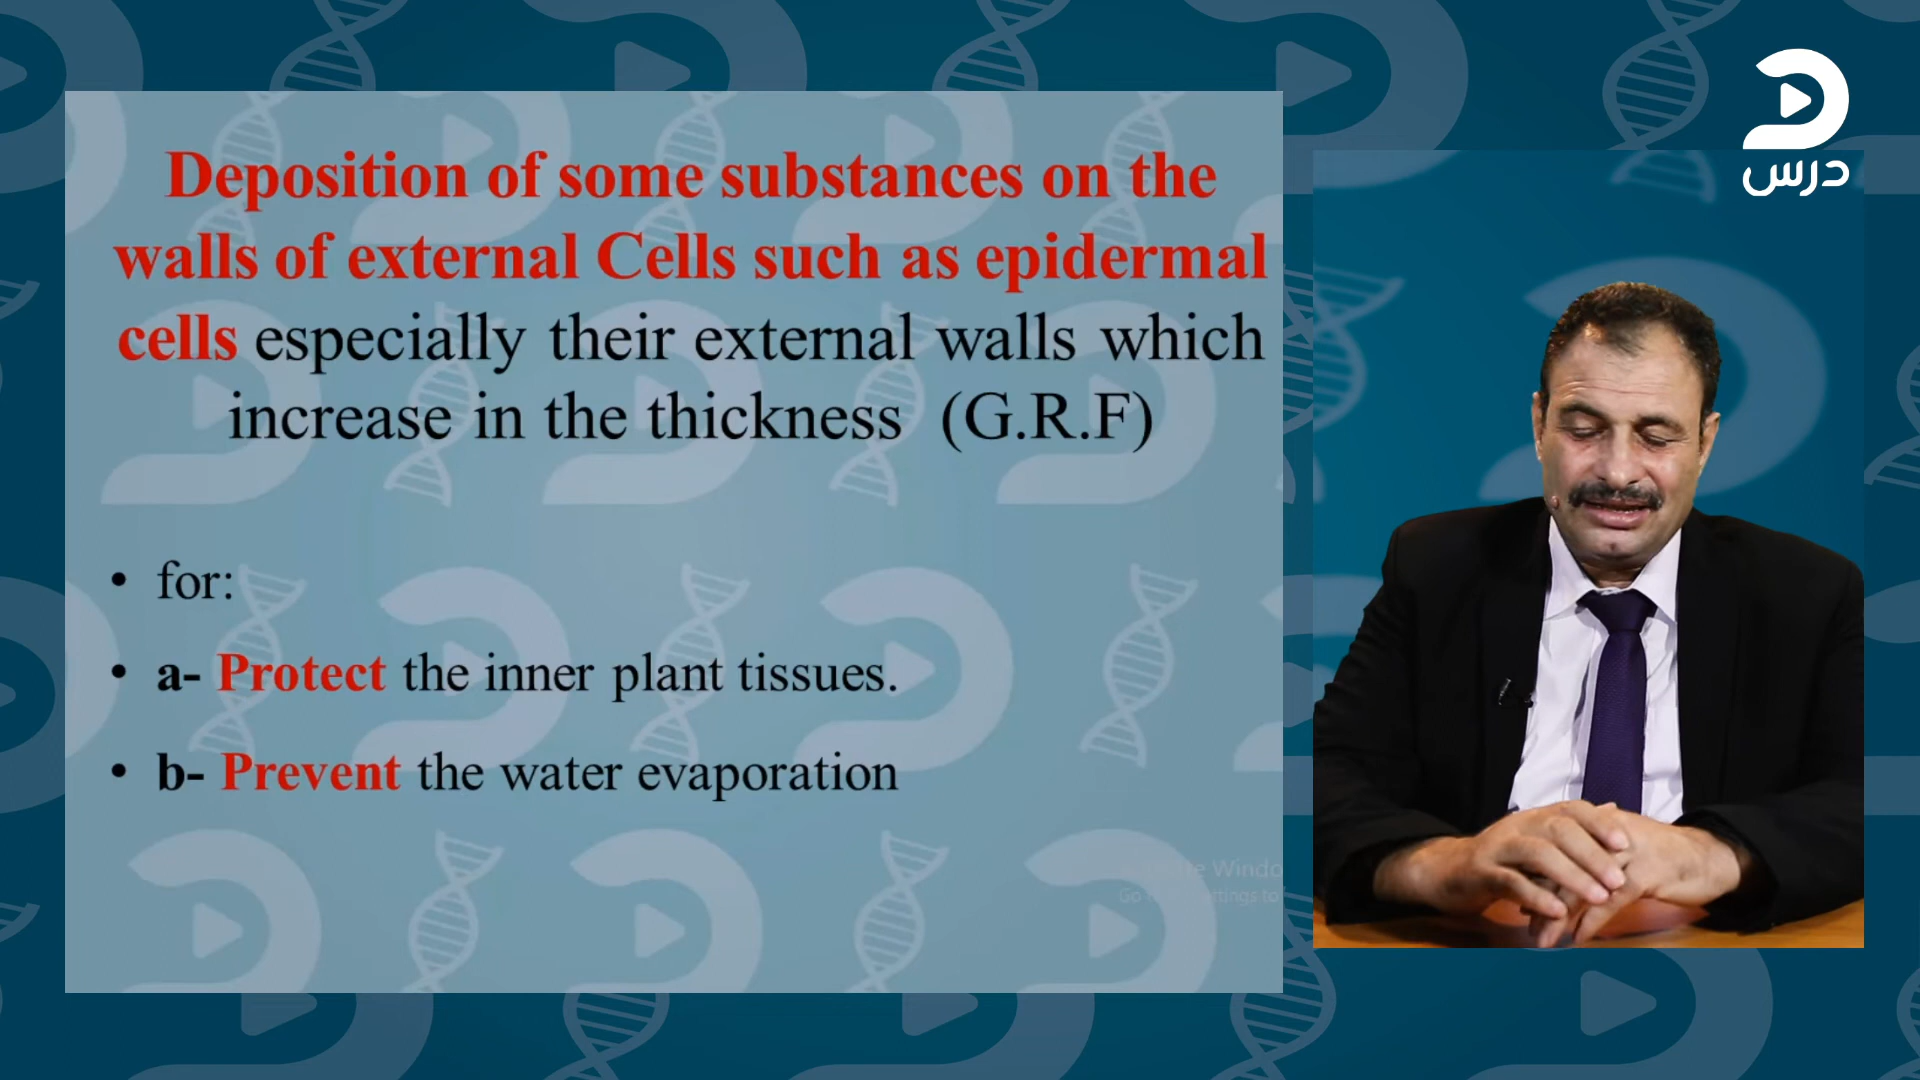 درس
Deposition of some substances on the
walls of external Cells such as epidermal
cells especially their external walls which
increase in the thickness (G.R.F)
• for:
• a- Protect the inner plant tissues.
• b- Prevent the water evaporation